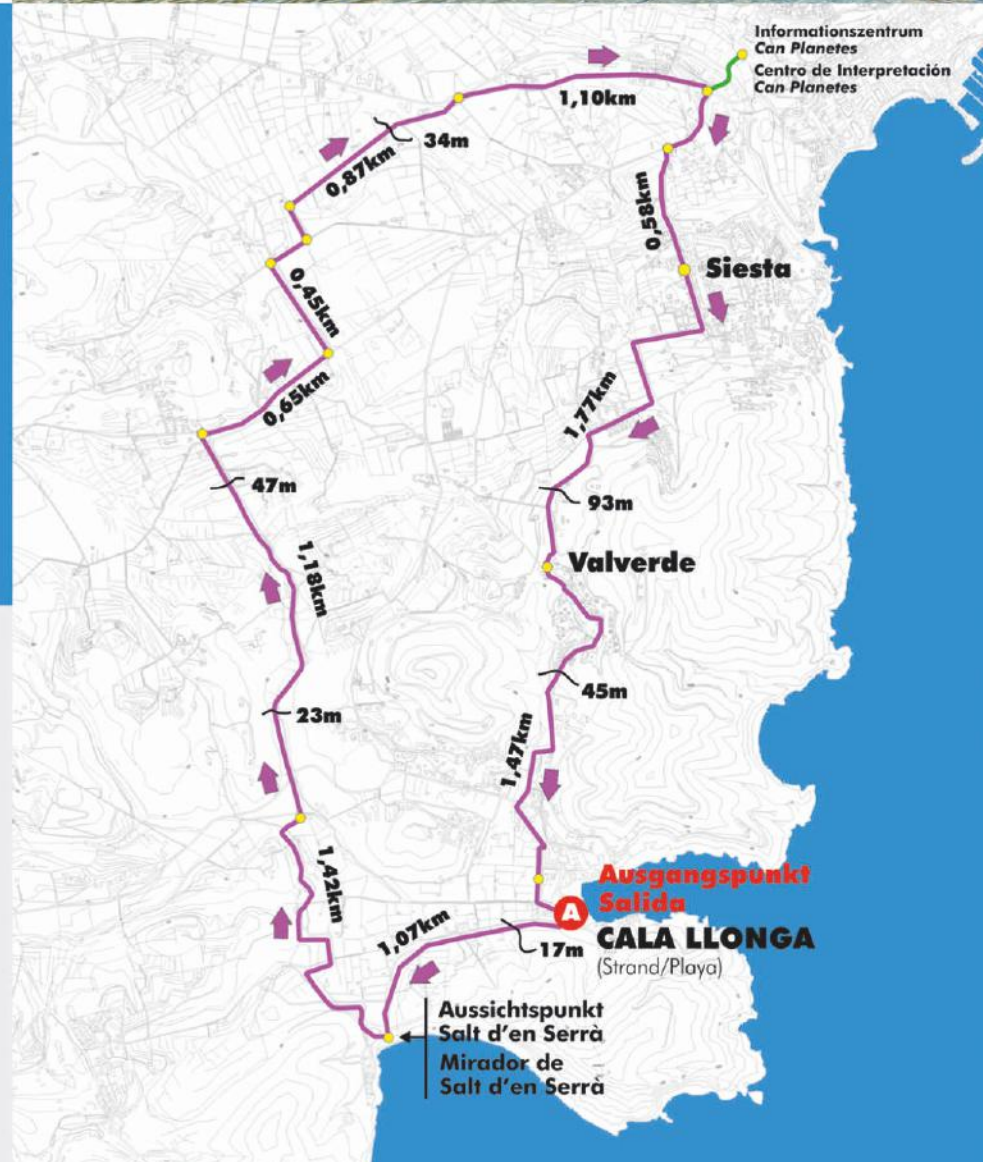 Informationszentrum
Can Planetes
Centro de Interpretación
Can Planetes
1,10km
34m
0,87km
0,58km
Siesta
0,45km
0,65km
1,77km
47m
93m
Valverde
1,18km
45m
23m
1,47km
1,42km
Ausgangspunkt
Salida
A
CALA LLONGA
(Strand/Playa)
1,07km
17m
Aussichtspunkt
Salt d'en Serrà
Mirador de
Salt d'en Serrà